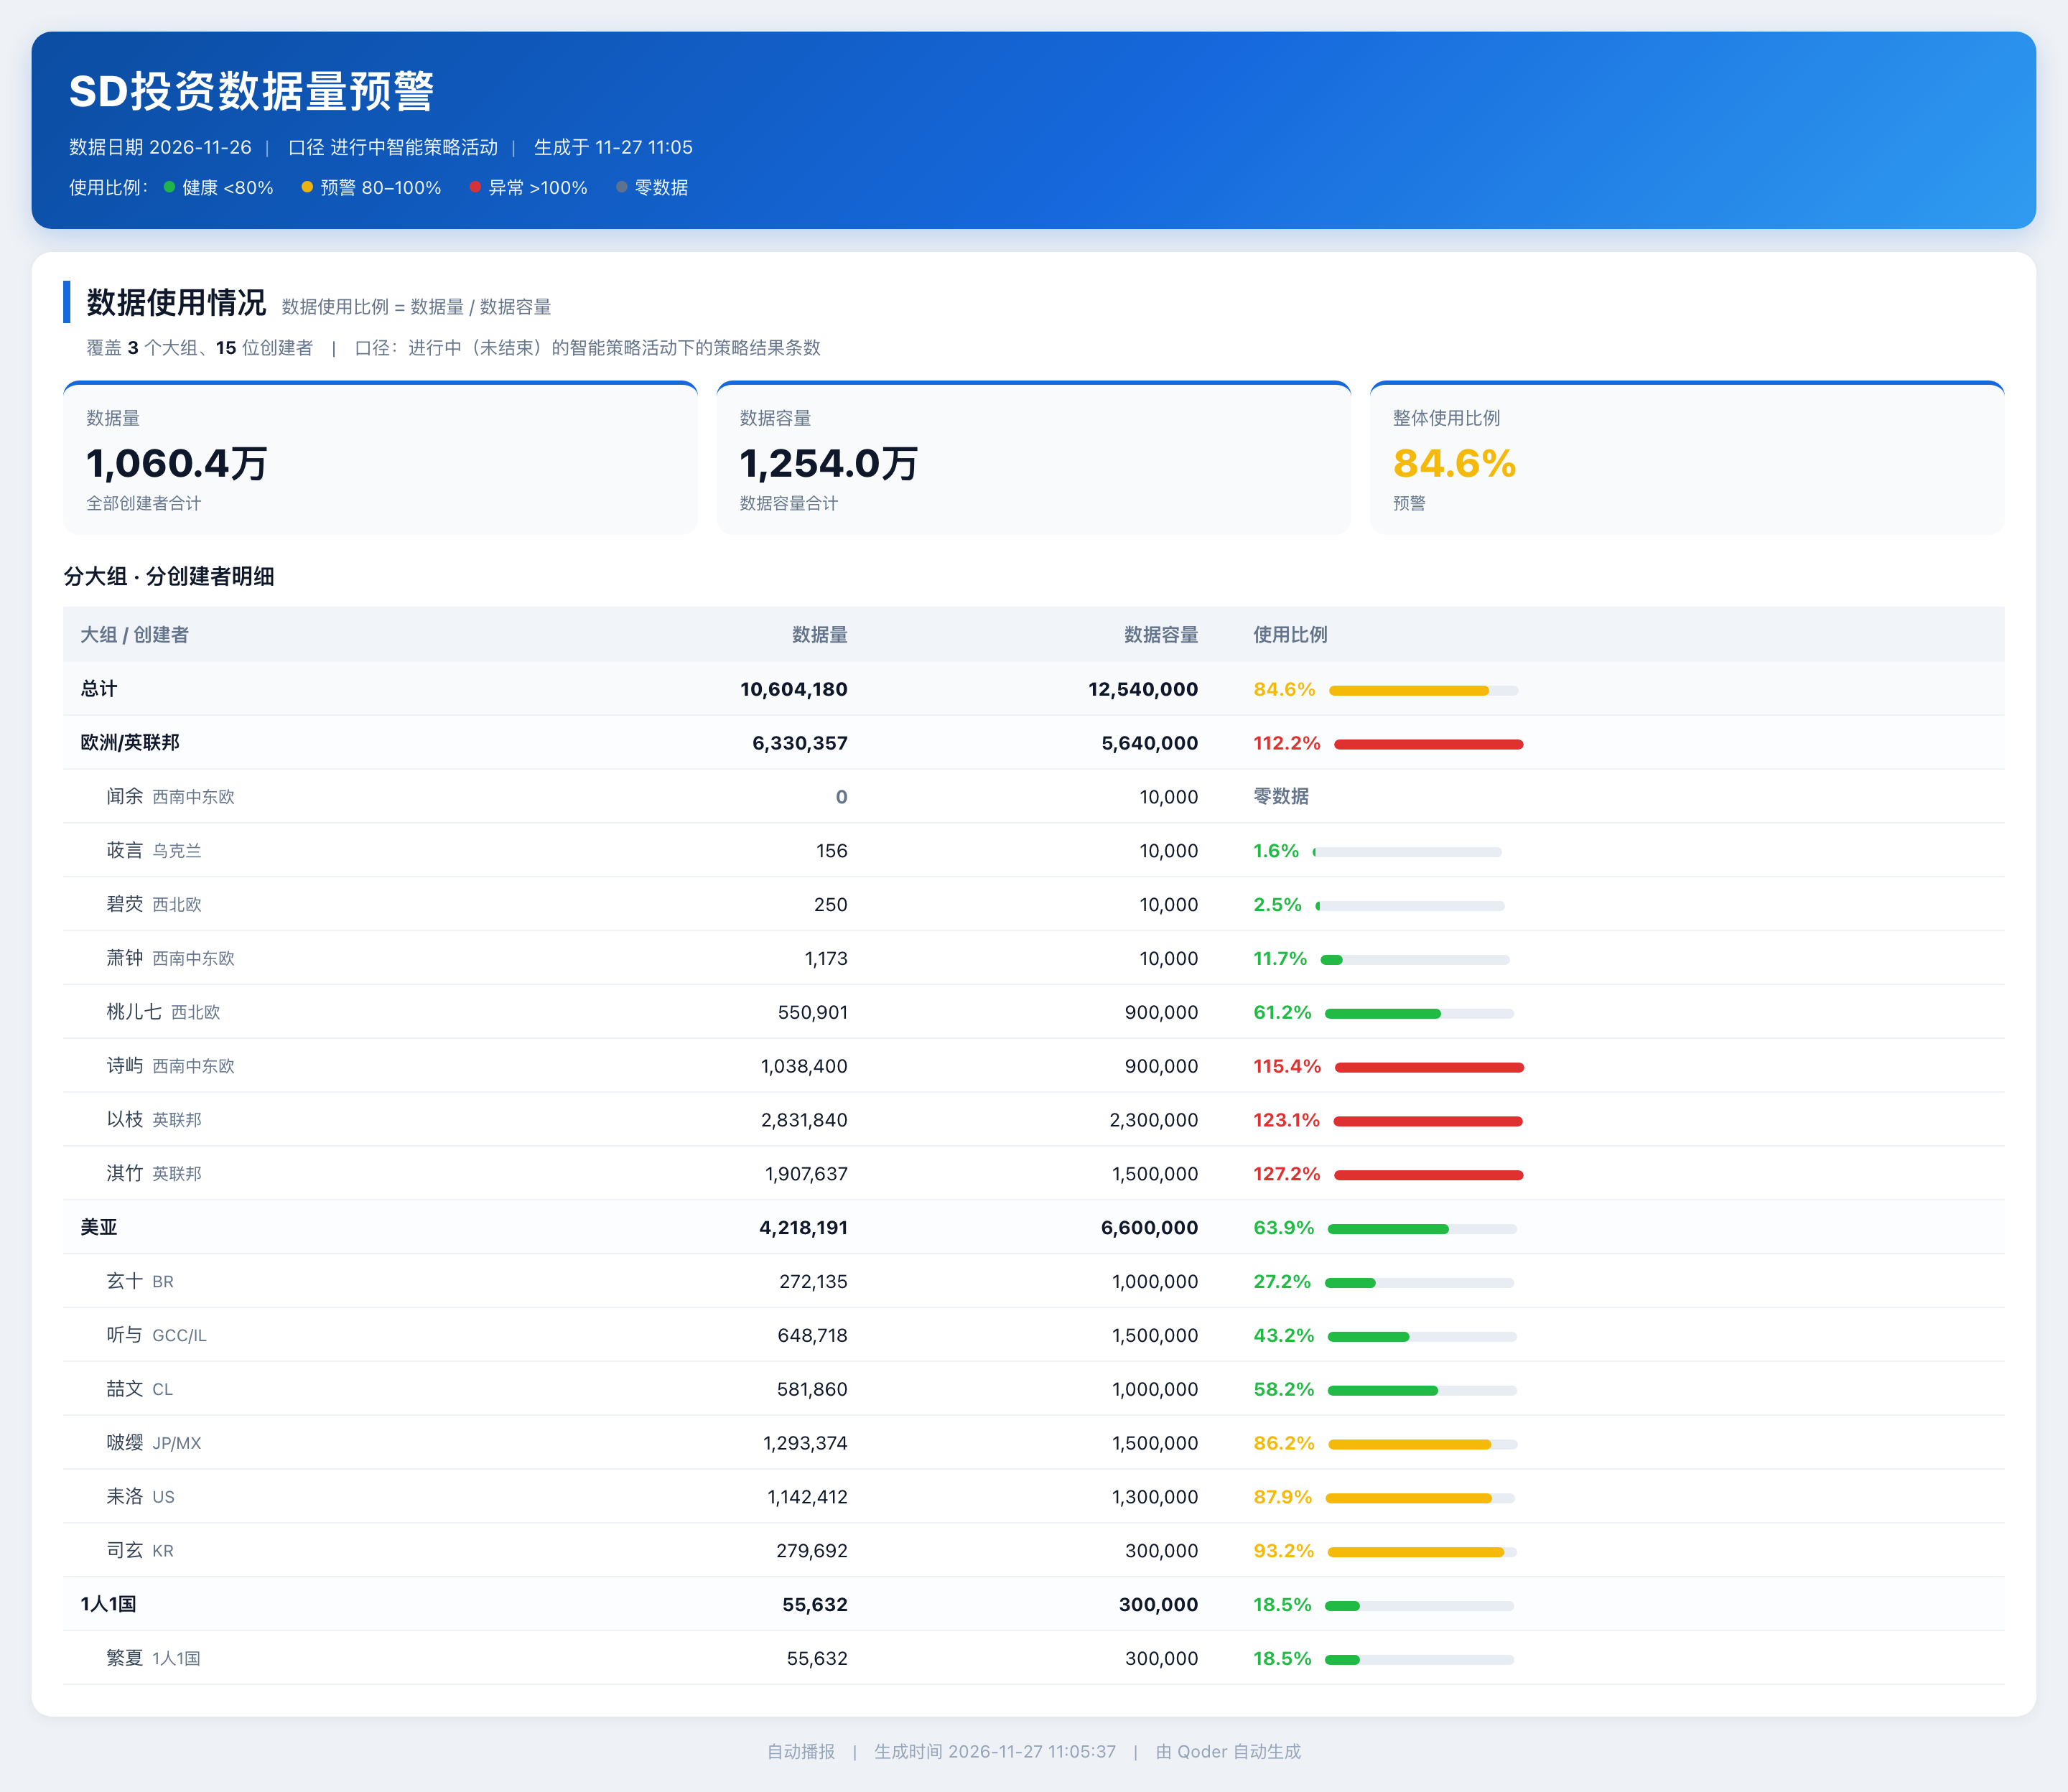 SD投资数据量预警
数据日期 2026-11-26 | 口径 进行中智能策略活动 | 生成于 11-27 11:05
使用比例： 健康 <80% 预警 80–100% 异常 >100% 零数据
数据使用情况 数据使用比例 = 数据量 / 数据容量
覆盖 3 个大组、15 位创建者 | 口径：进行中（未结束）的智能策略活动下的策略结果条数
数据量
1,060.4万
全部创建者合计
数据容量
1,254.0万
数据容量合计
整体使用比例
84.6%
预警
分大组 · 分创建者明细
大组 / 创建者 数据量 数据容量 使用比例
总计 10,604,180 12,540,000 84.6%
欧洲/英联邦 6,330,357 5,640,000 112.2%
闻余 西南中东欧 0 10,000 零数据
菝言 乌克兰 156 10,000 1.6%
碧荧 西北欧 250 10,000 2.5%
萧钟 西南中东欧 1,173 10,000 11.7%
桃儿七 西北欧 550,901 900,000 61.2%
诗屿 西南中东欧 1,038,400 900,000 115.4%
以枝 英联邦 2,831,840 2,300,000 123.1%
淇竹 英联邦 1,907,637 1,500,000 127.2%
美亚 4,218,191 6,600,000 63.9%
玄十 BR 272,135 1,000,000 27.2%
听与 GCC/IL 648,718 1,500,000 43.2%
喆文 CL 581,860 1,000,000 58.2%
啵缨 JP/MX 1,293,374 1,500,000 86.2%
耒洛 US 1,142,412 1,300,000 87.9%
司玄 KR 279,692 300,000 93.2%
1人1国 55,632 300,000 18.5%
繁夏 1人1国 55,632 300,000 18.5%
自动播报 | 生成时间 2026-11-27 11:05:37 | 由 Qoder 自动生成